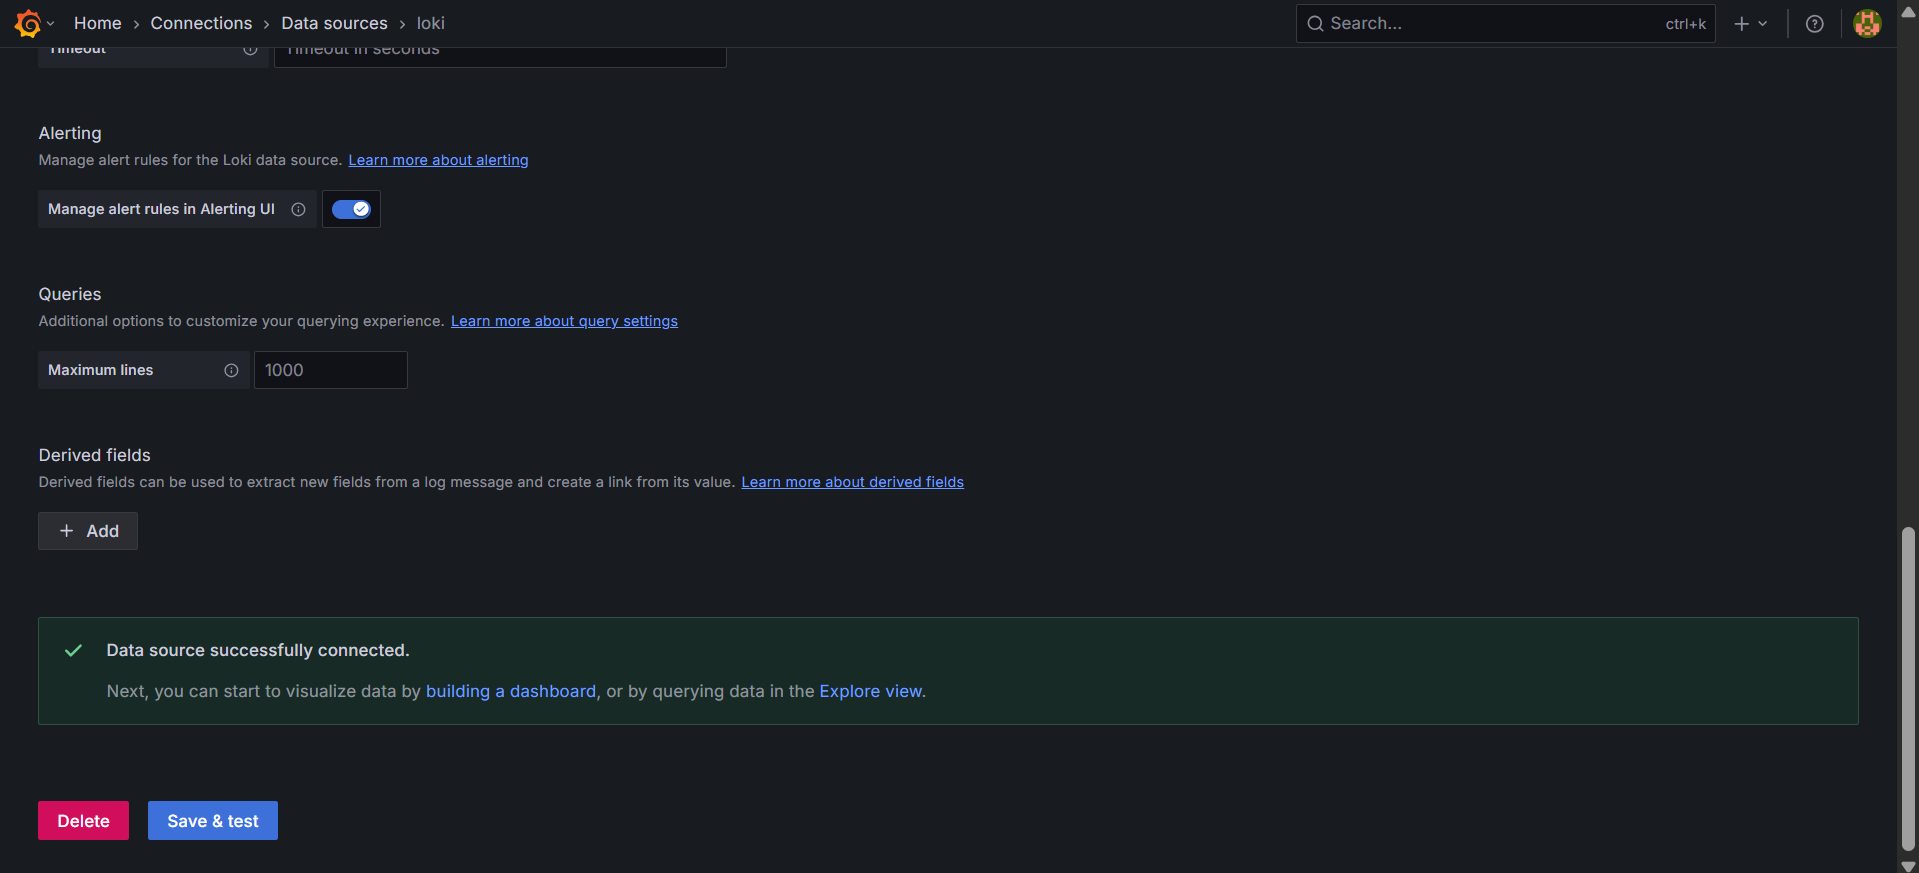 Home › Connections › Data sources › loki
Search... ctrl+k
Timeout Timeout in seconds
Alerting
Manage alert rules for the Loki data source. Learn more about alerting
Manage alert rules in Alerting UI
Queries
Additional options to customize your querying experience. Learn more about query settings
Maximum lines 1000
Derived fields
Derived fields can be used to extract new fields from a log message and create a link from its value. Learn more about derived fields
+ Add
Data source successfully connected.
Next, you can start to visualize data by building a dashboard, or by querying data in the Explore view.
Delete Save & test